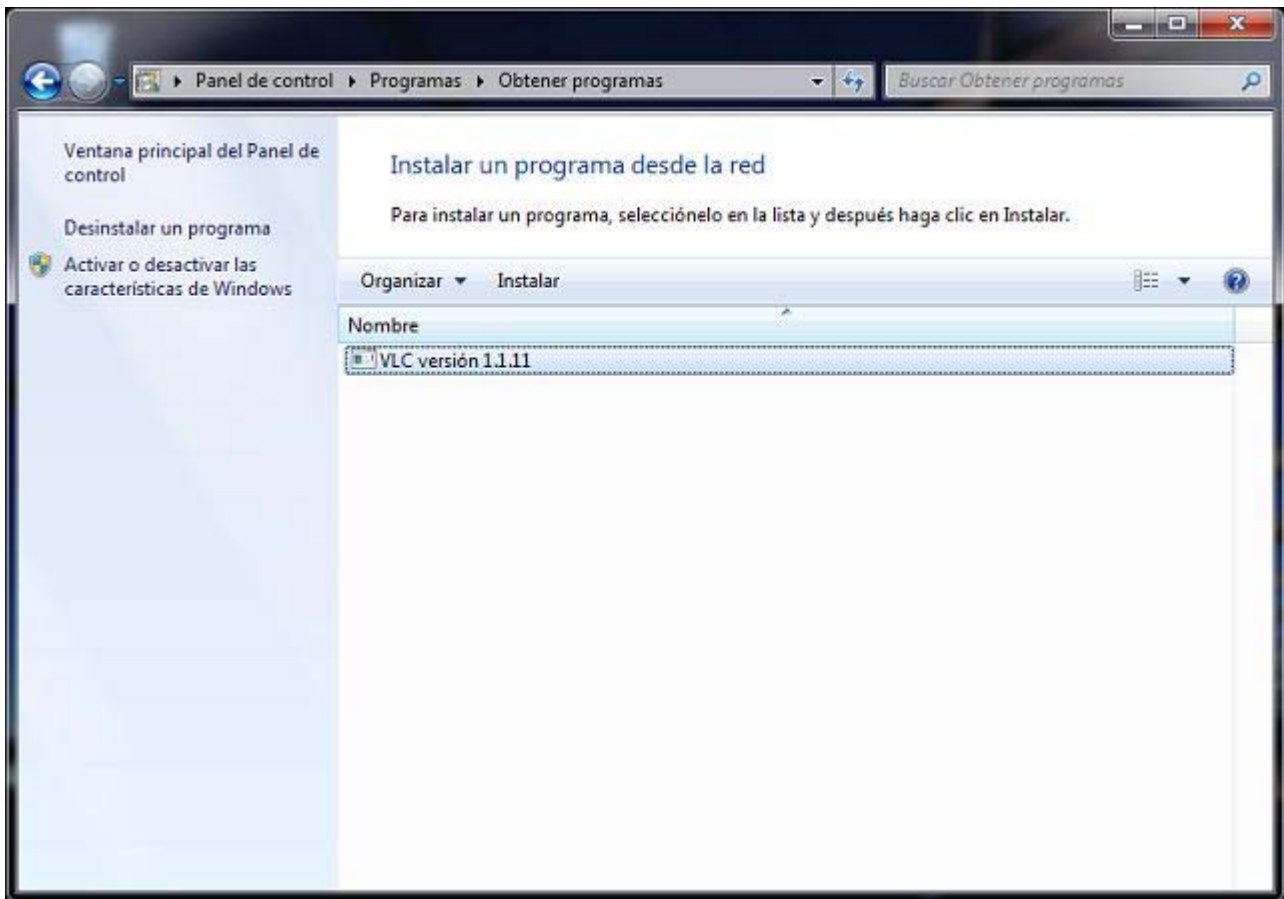 Panel de control ▸ Programas ▸ Obtener programas
Buscar Obtener programas
Ventana principal del Panel de
control
Desinstalar un programa
Activar o desactivar las
características de Windows
Instalar un programa desde la red
Para instalar un programa, selecciónelo en la lista y después haga clic en Instalar.
Organizar Instalar
Nombre
VLC versión 1.1.11